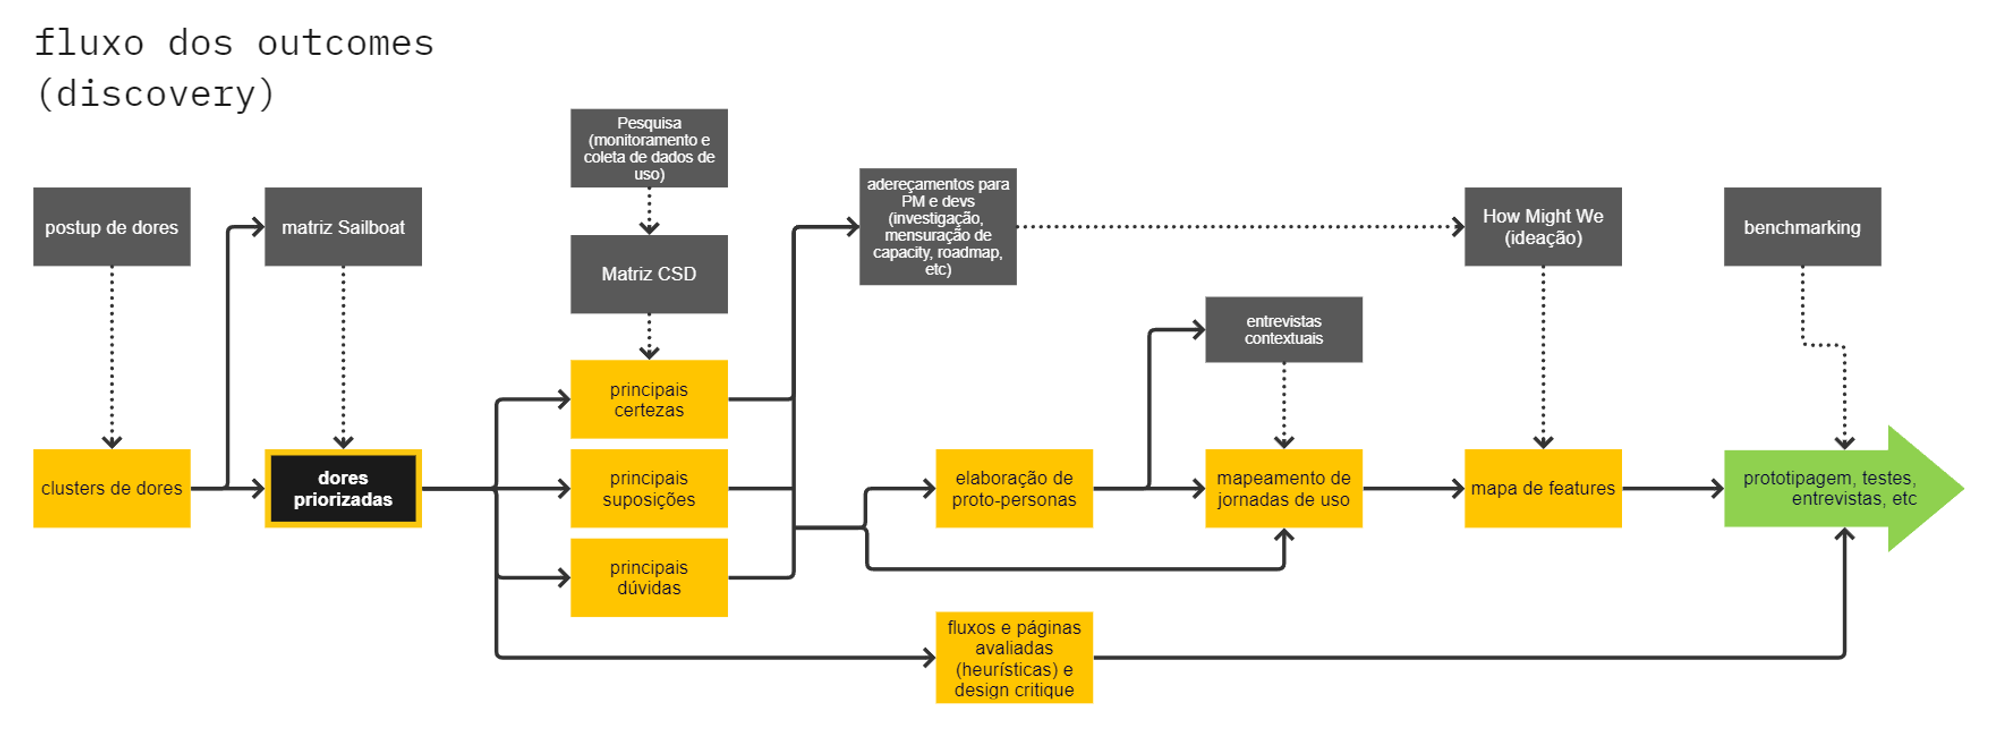 fluxo dos outcomes
(discovery)
Pesquisa
(monitoramento e
coleta de dados de
uso)
postup de dores
matriz Sailboat
Matriz CSD
adereçamentos para
PM e devs
(investigação,
mensuração de
capacity, roadmap,
etc)
How Might We
(ideação)
benchmarking
entrevistas
contextuais
principais
certezas
clusters de dores
dores
priorizadas
principais
suposições
elaboração de
proto-personas
mapeamento de
jornadas de uso
mapa de features
prototipagem, testes,
entrevistas, etc
principais
dúvidas
fluxos e páginas
avaliadas
(heurísticas) e
design critique